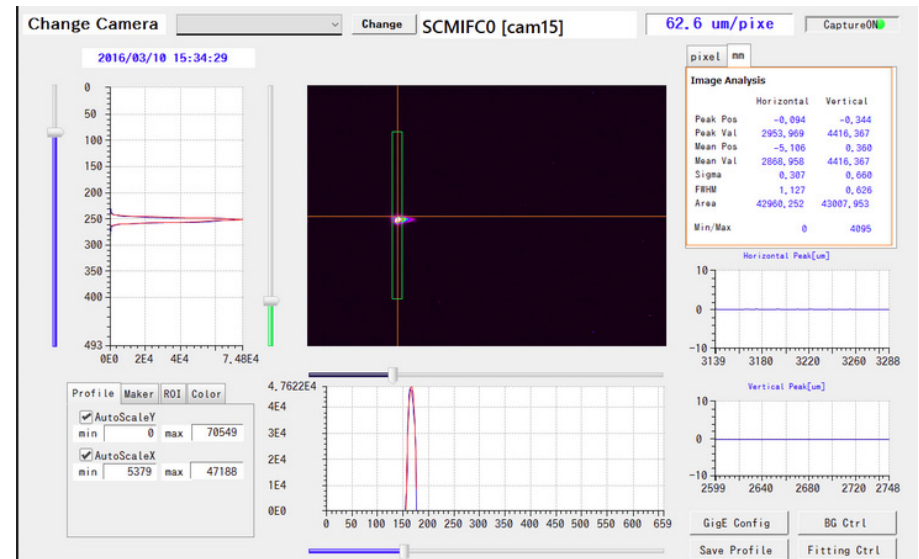 Change Camera Change SCMIFC0 [cam15] 62.6 um/pixe CaptureON
2016/03/10 15:34:29
pixel mm
Image Analysis
Horizontal Vertical
Peak Pos -0,094 -0,344
Peak Val 2953,969 4416,367
Mean Pos -5,106 0,360
Mean Val 2868,958 4416,367
Sigma 0,307 0,660
FWHM 1,127 0,626
Area 42960,252 43007,953
Min/Max 0 4095
0
50
100
150
200
250
300
350
400
493
0E0 2E4 4E4 7.48E4
Horizontal Peak[um]
10
0
-10
3139 3180 3220 3260 3288
Vertical Peak[um]
10
0
-10
2599 2640 2680 2720 2748
Profile Maker ROI Color
AutoScaleY
min 0 max 70549
AutoScaleX
min 5379 max 47188
4.7622E4
4E4
3E4
2E4
1E4
0E0
0 50 100 150 200 250 300 350 400 450 500 550 600 659
GigE Config BG Ctrl
Save Profile Fitting Ctrl